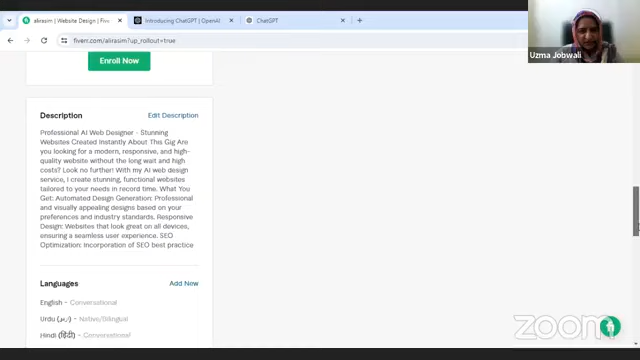 alirasim | Website Design | Fiver
Introducing ChatGPT | OpenAI
ChatGPT
fiverr.com/alirasim?up_rollout=true
Uzma Jobwali
Enroll Now
Description
Edit Description
Professional AI Web Designer - Stunning
Websites Created Instantly About This Gig Are
you looking for a modern, responsive, and high-
quality website without the long wait and high
costs? Look no further! With my AI web design
service, I create stunning, functional websites
tailored to your needs in record time. What You
Get: Automated Design Generation: Professional
and visually appealing designs based on your
preferences and industry standards. Responsive
Design: Websites that look great on all devices,
ensuring a seamless user experience. SEO
Optimization: Incorporation of SEO best practice
Languages
Add New
English - Conversational
Urdu (اردو) - Native/Bilingual
Hindi (हिंदी) - Conversational
zoom